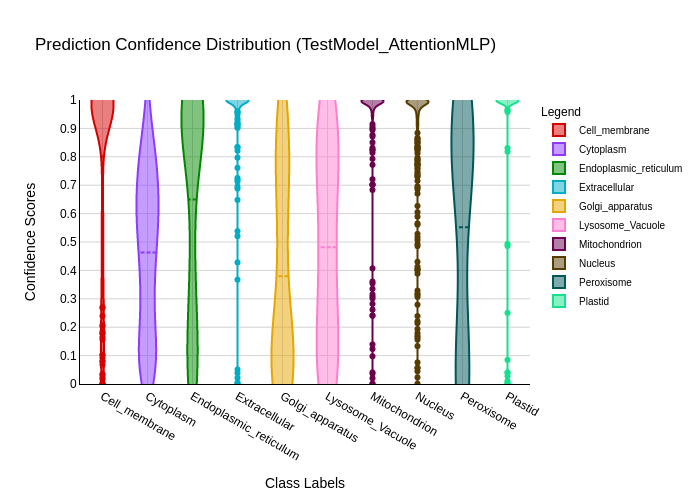 Prediction Confidence Distribution (TestModel_AttentionMLP)
Legend
Cell_membrane
Cytoplasm
Endoplasmic_reticulum
Extracellular
Golgi_apparatus
Lysosome_Vacuole
Mitochondrion
Nucleus
Peroxisome
Plastid
Confidence Scores
1
0.9
0.8
0.7
0.6
0.5
0.4
0.3
0.2
0.1
0
Cell_membrane
Cytoplasm
Endoplasmic_reticulum
Extracellular
Golgi_apparatus
Lysosome_Vacuole
Mitochondrion
Nucleus
Peroxisome
Plastid
Class Labels